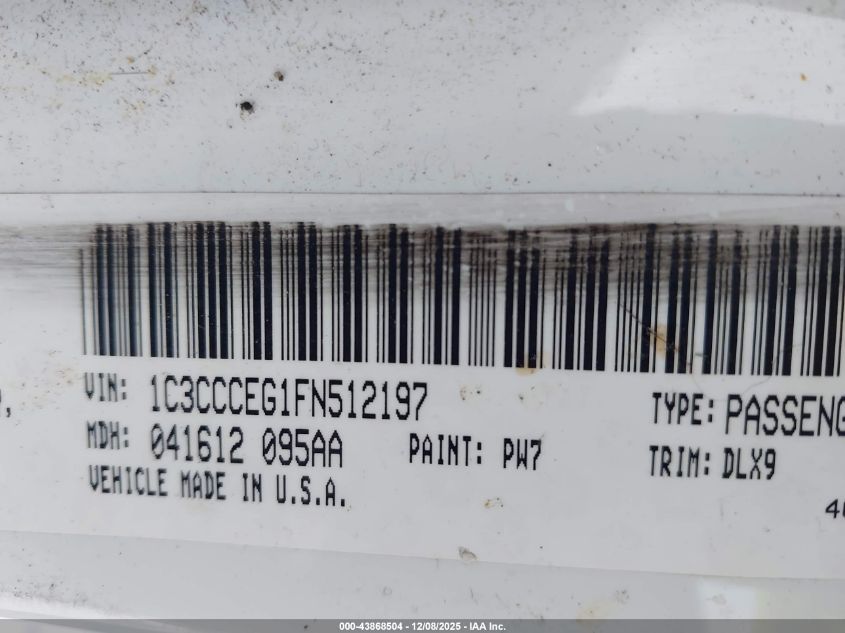 VIN: 1C3CCCEG1FN512197
TYPE: PASSENG
MDH: 041612 095AA
PAINT: PW7
TRIM: DLX9
VEHICLE MADE IN U.S.A.
000-43868504 - 12/08/2025 - IAA Inc.